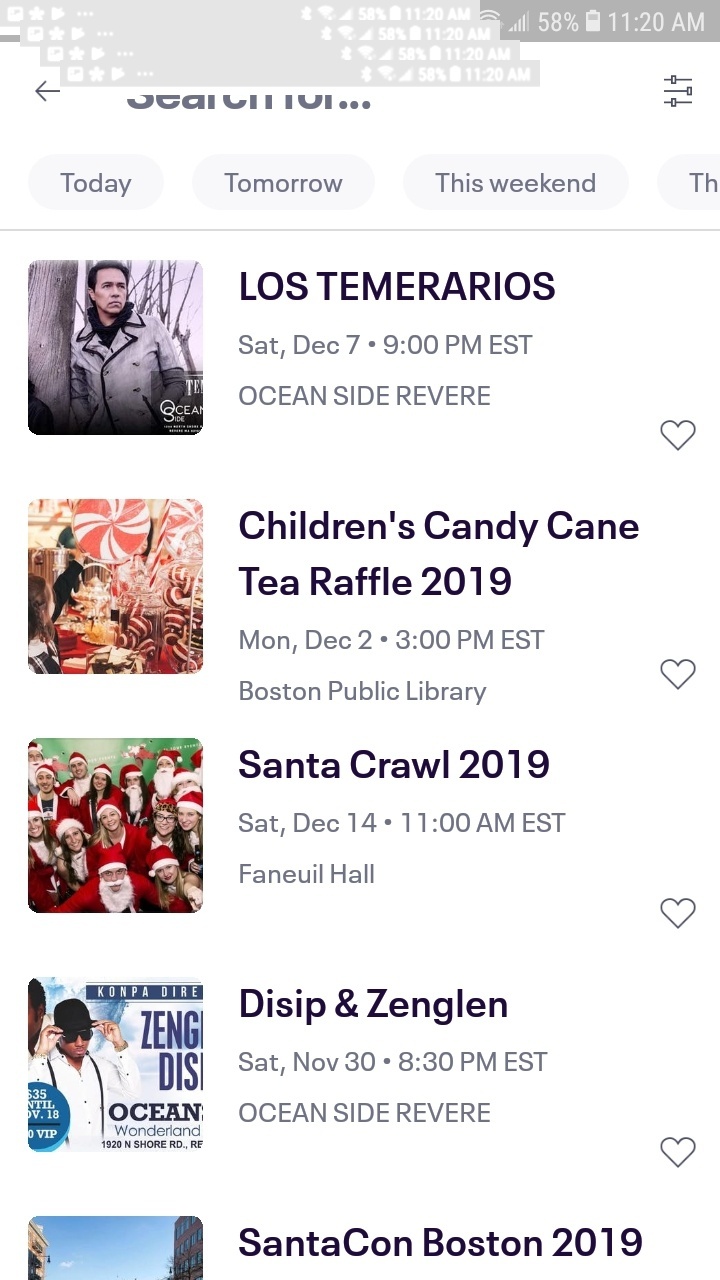 58% 11:20 AM
58% 11:20 AM
58% 11:20 AM
58% 11:20 AM
58% 11:20 AM
Search for...
Today Tomorrow This weekend Th
LOS TEMERARIOS
Sat, Dec 7 • 9:00 PM EST
OCEAN SIDE REVERE
TE
OCEAN
SIDE
Children's Candy Cane
Tea Raffle 2019
Mon, Dec 2 • 3:00 PM EST
Boston Public Library
Santa Crawl 2019
Sat, Dec 14 • 11:00 AM EST
Faneuil Hall
KONPA DIRE
ZENG
DIS
$35
NTIL
OV. 18
0 VIP
OCEAN
Wonderland
1920 N SHORE RD., RE
Disip & Zenglen
Sat, Nov 30 • 8:30 PM EST
OCEAN SIDE REVERE
SantaCon Boston 2019